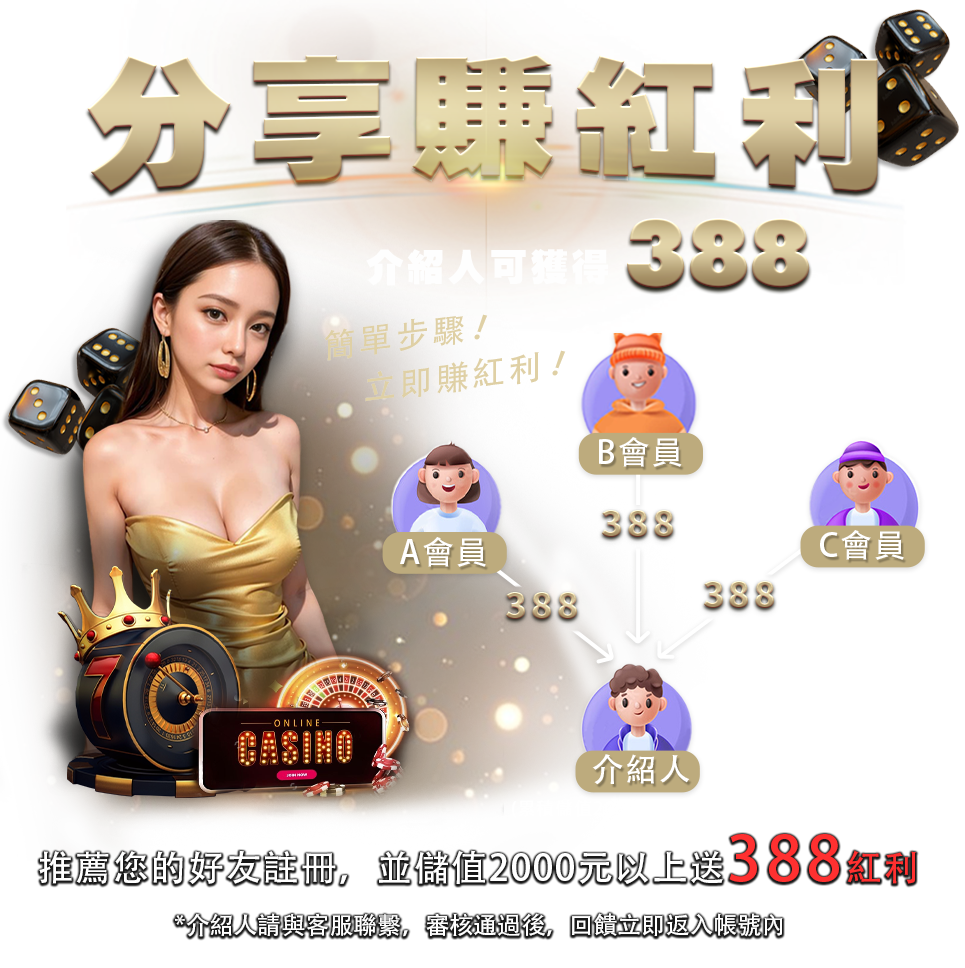 分享賺紅利
介紹人可獲得 388
簡單步驟！
立即賺紅利！
B會員
A會員
C會員
388
388
388
介紹人
7
ONLINE
CASINO
JOIN NOW
推薦您的好友註冊，並儲值2000元以上送388紅利
*介紹人請與客服聯繫，審核通過後，回饋立即返入帳號內